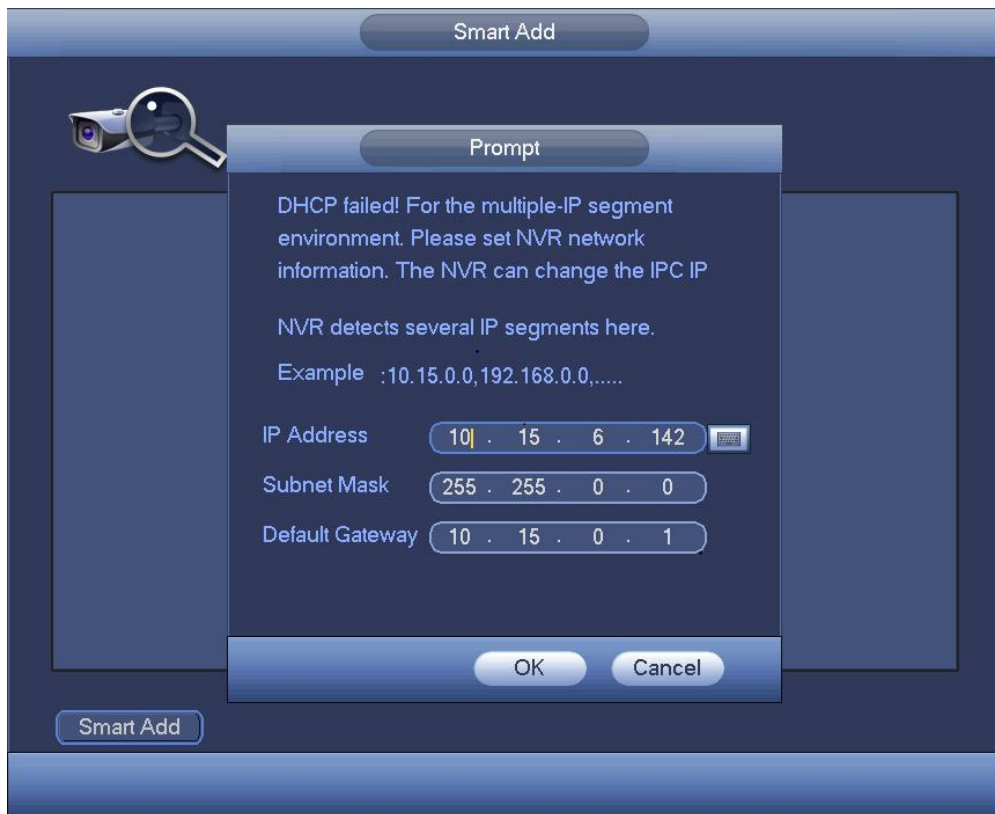 Smart Add
Prompt
DHCP failed! For the multiple-IP segment
environment. Please set NVR network
information. The NVR can change the IPC IP
NVR detects several IP segments here.
Example :10.15.0.0,192.168.0.0,.....
IP Address 10 . 15 . 6 . 142
Subnet Mask 255 . 255 . 0 . 0
Default Gateway 10 . 15 . 0 . 1
OK Cancel
Smart Add